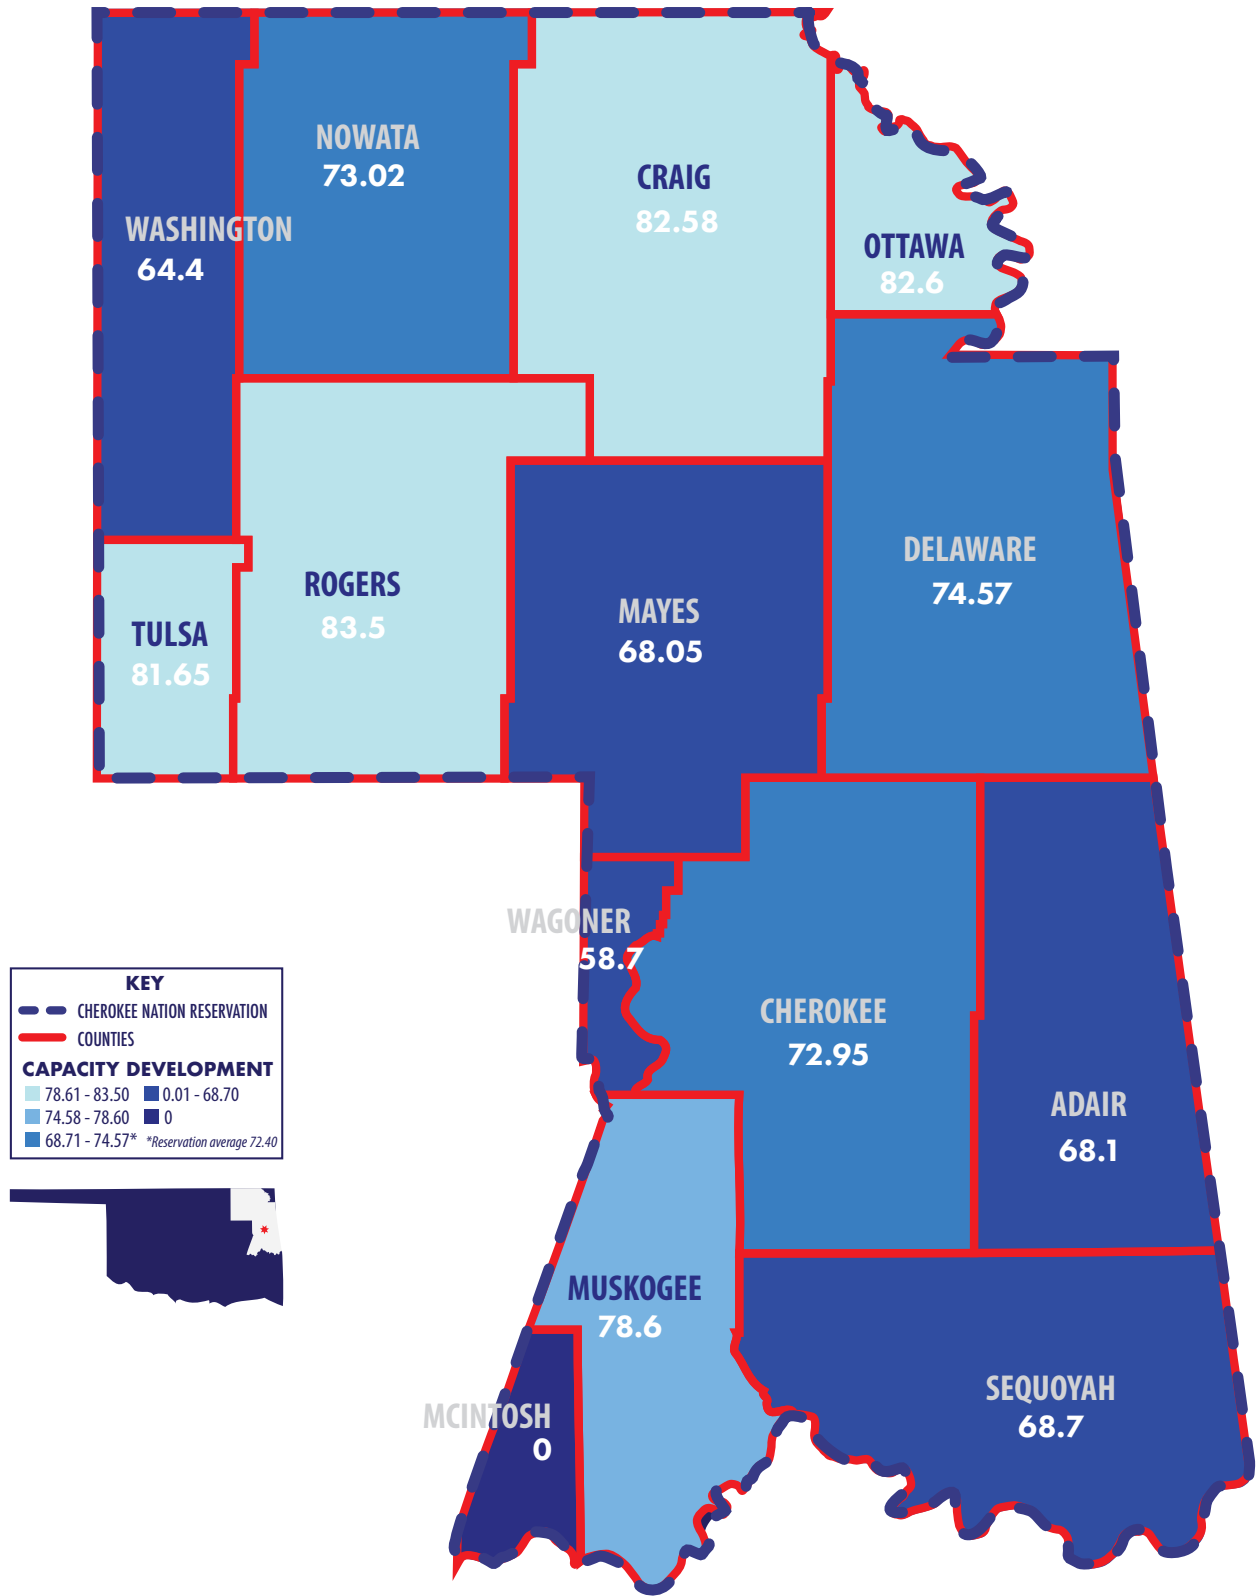 NOWATA
73.02
CRAIG
82.58
WASHINGTON
64.4
OTTAWA
82.6
DELAWARE
74.57
ROGERS
83.5
MAYES
68.05
TULSA
81.65
WAGONER
58.7
CHEROKEE
72.95
ADAIR
68.1
MUSKOGEE
78.6
SEQUOYAH
68.7
MCINTOSH
0
KEY
CHEROKEE NATION RESERVATION
COUNTIES
CAPACITY DEVELOPMENT
78.61 - 83.50 0.01 - 68.70
74.58 - 78.60 0
68.71 - 74.57* *Reservation average 72.40